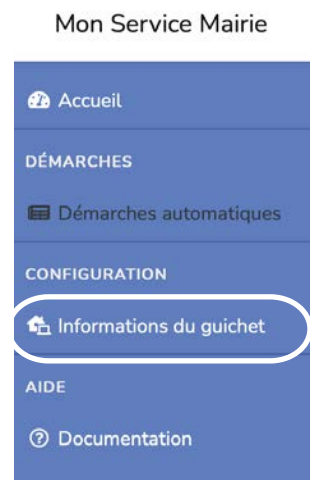 Mon Service Mairie
Accueil
DÉMARCHES
Démarches automatiques
CONFIGURATION
Informations du guichet
AIDE
Documentation